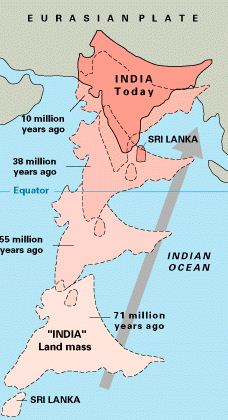 EURASIAN PLATE
INDIA
Today
10 million
years ago
SRI LANKA
38 million
years ago
Equator
55 million
years ago
INDIAN
OCEAN
71 million
years ago
"INDIA"
Land mass
SRI LANKA